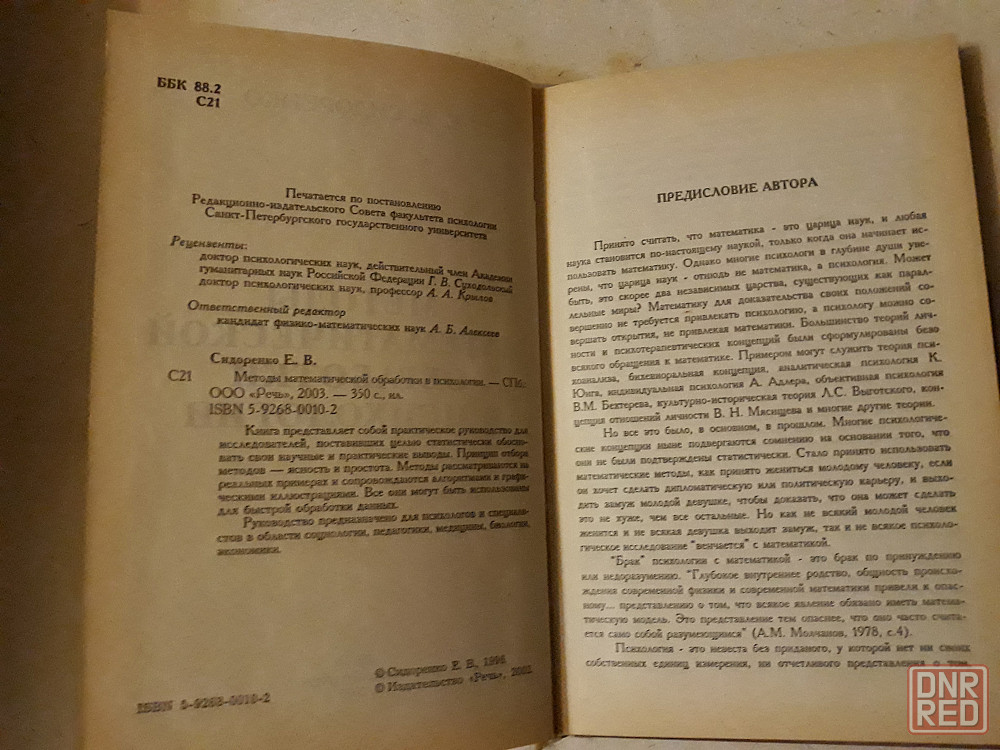 ББК 88.2
С21
Печатается по постановлению
Редакционно-издательского Совета факультета психологии
Санкт-Петербургского государственного университета
Рецензенты:
доктор психологических наук, действительный член Академии
гуманитарных наук Российской Федерации Г. В. Суходольский
доктор психологических наук, профессор А. А. Крылов
Ответственный редактор
кандидат физико-математических наук А. Б. Алексеев
Сидоренко Е. В.
С21 Методы математической обработки в психологии. — СПб.:
ООО «Речь», 2003. — 350 с., ил.
ISBN 5-9268-0010-2
Книга представляет собой практическое руководство для
исследователей, поставивших целью статистически обосно-
вать свои научные и практические выводы. Принцип отбора
методов — ясность и простота. Методы рассматриваются на
реальных примерах и сопровождаются алгоритмами и графи-
ческими иллюстрациями. Все они могут быть использованы
для быстрой обработки данных.
Руководство предназначено для психологов и специали-
стов в области социологии, педагогики, медицины, биологии,
экономики.
© Сидоренко Е. В., 1996
© Издательство «Речь», 2002
ISBN 5-9268-0010-2
ПРЕДИСЛОВИЕ АВТОРА
Принято считать, что математика - это царица наук, и любая
наука становится по-настоящему наукой, только когда она начинает ис-
пользовать математику. Однако многие психологи в глубине души уве-
рены, что царица наук - отнюдь не математика, а психология. Может
быть, это скорее два независимых царства, существующих как парал-
лельные миры? Математику для доказательства своих положений со-
вершенно не требуется привлекать психологию, а психологу можно со-
вершать открытия, не привлекая математики. Большинство теорий лич-
ности и психотерапевтических концепций были сформулированы безо
всякого обращения к математике. Примером могут служить теория пси-
хоанализа, бихевиоральная концепция, аналитическая психология К.
Юнга, индивидуальная психология А. Адлера, объективная психология
В.М. Бехтерева, культурно-историческая теория Л.С. Выготского, кон-
цепция отношений личности В. Н. Мясищева и многие другие теории.
Но все это было, в основном, в прошлом. Многие психологиче-
ские концепции ныне подвергаются сомнению на основании того, что
они не были подтверждены статистически. Стало принято использовать
математические методы, как принято жениться молодому человеку, если
он хочет сделать дипломатическую или политическую карьеру, и выхо-
дить замуж молодой девушке, чтобы доказать, что она может сделать
это не хуже, чем все остальные. Но как не всякий молодой человек
женится и не всякая девушка выходит замуж, так и не всякое психоло-
гическое исследование "венчается" с математикой.
"Брак" психологии с математикой - это брак по принуждению
или недоразумению. "Глубокое внутреннее родство, общность происхо-
ждения современной физики и современной математики привели к опас-
ному... представлению о том, что всякое явление обязано иметь матема-
тическую модель. Это представление тем опаснее, что оно часто счита-
ется само собой разумеющимся" (А.М. Молчанов, 1978, с.4).
Психология - это невеста без приданого, у которой нет ни своих
собственных единиц измерения, ни отчетливого представления о том,
DNR
RED